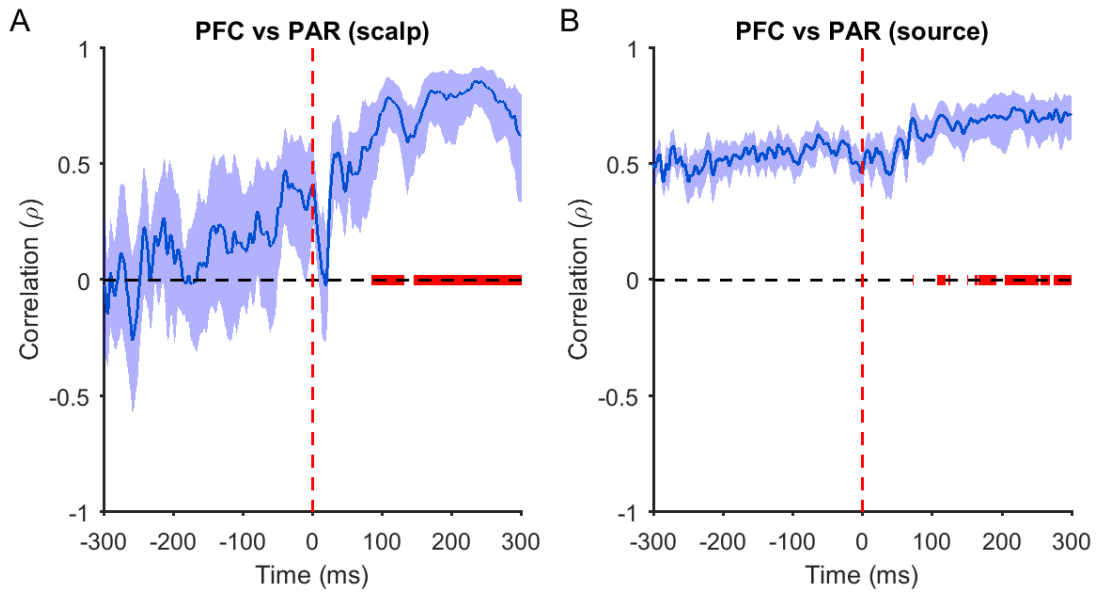 A
PFC vs PAR (scalp)
1
0.5
0
-0.5
-1
Correlation (ρ)
-300 -200 -100 0 100 200 300
Time (ms)
B
PFC vs PAR (source)
1
0.5
0
-0.5
-1
Correlation (ρ)
-300 -200 -100 0 100 200 300
Time (ms)